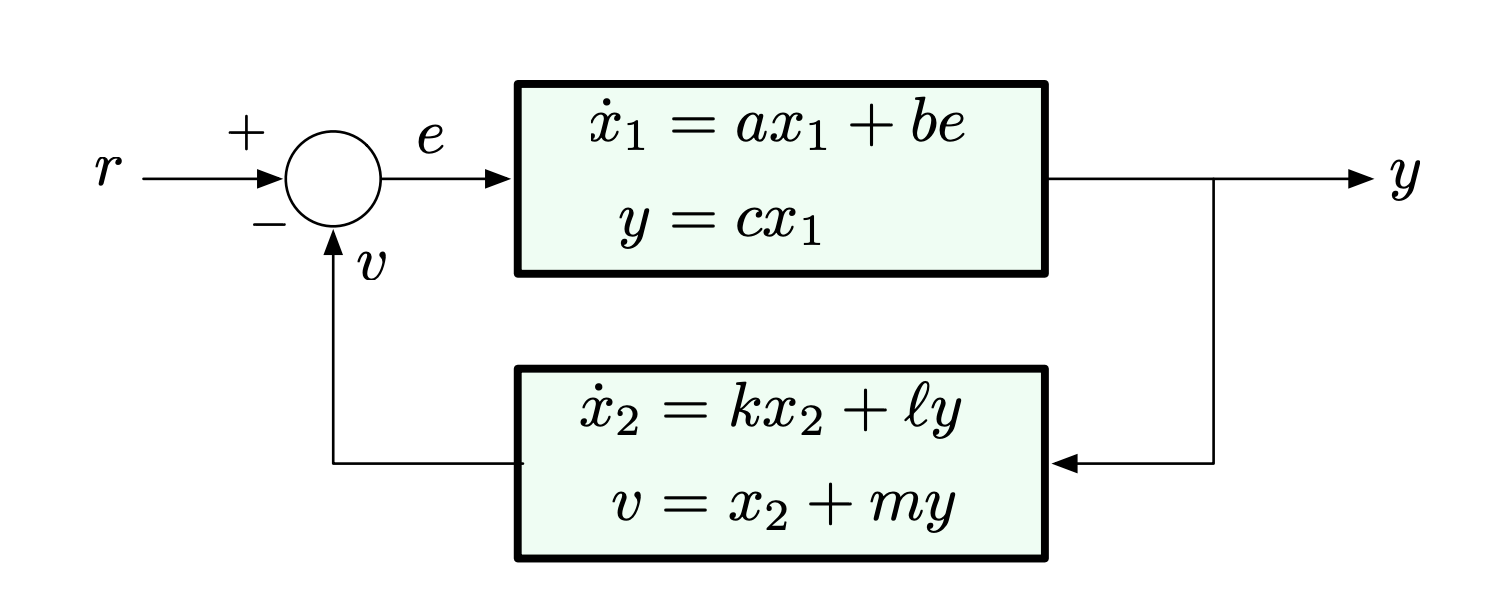 +
r
e
−
v
ẋ₁ = ax₁ + be
y = cx₁
y
ẋ₂ = kx₂ + ℓy
v = x₂ + my